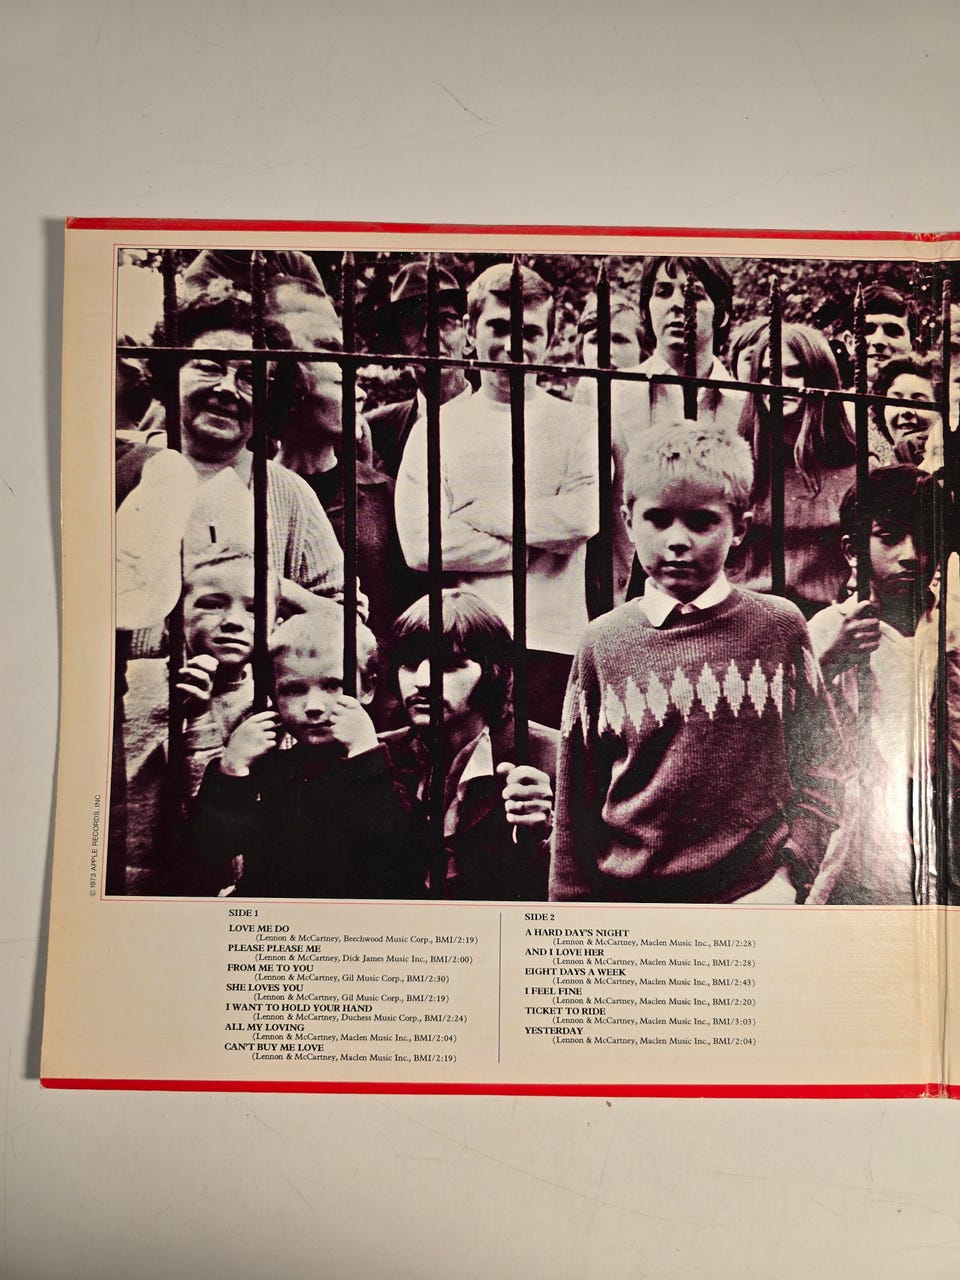 © 1973 APPLE RECORDS, INC.
SIDE 1
LOVE ME DO
(Lennon & McCartney, Beechwood Music Corp., BMI/2:19)
PLEASE PLEASE ME
(Lennon & McCartney, Dick James Music Inc., BMI/2:00)
FROM ME TO YOU
(Lennon & McCartney, Gil Music Corp., BMI/2:30)
SHE LOVES YOU
(Lennon & McCartney, Gil Music Corp., BMI/2:19)
I WANT TO HOLD YOUR HAND
(Lennon & McCartney, Duchess Music Corp., BMI/2:24)
ALL MY LOVING
(Lennon & McCartney, Maclen Music Inc., BMI/2:04)
CAN'T BUY ME LOVE
(Lennon & McCartney, Maclen Music Inc., BMI/2:19)
SIDE 2
A HARD DAY'S NIGHT
(Lennon & McCartney, Maclen Music Inc., BMI/2:28)
AND I LOVE HER
(Lennon & McCartney, Maclen Music Inc., BMI/2:28)
EIGHT DAYS A WEEK
(Lennon & McCartney, Maclen Music Inc., BMI/2:43)
I FEEL FINE
(Lennon & McCartney, Maclen Music Inc., BMI/2:20)
TICKET TO RIDE
(Lennon & McCartney, Maclen Music Inc., BMI/3:03)
YESTERDAY
(Lennon & McCartney, Maclen Music Inc., BMI/2:04)